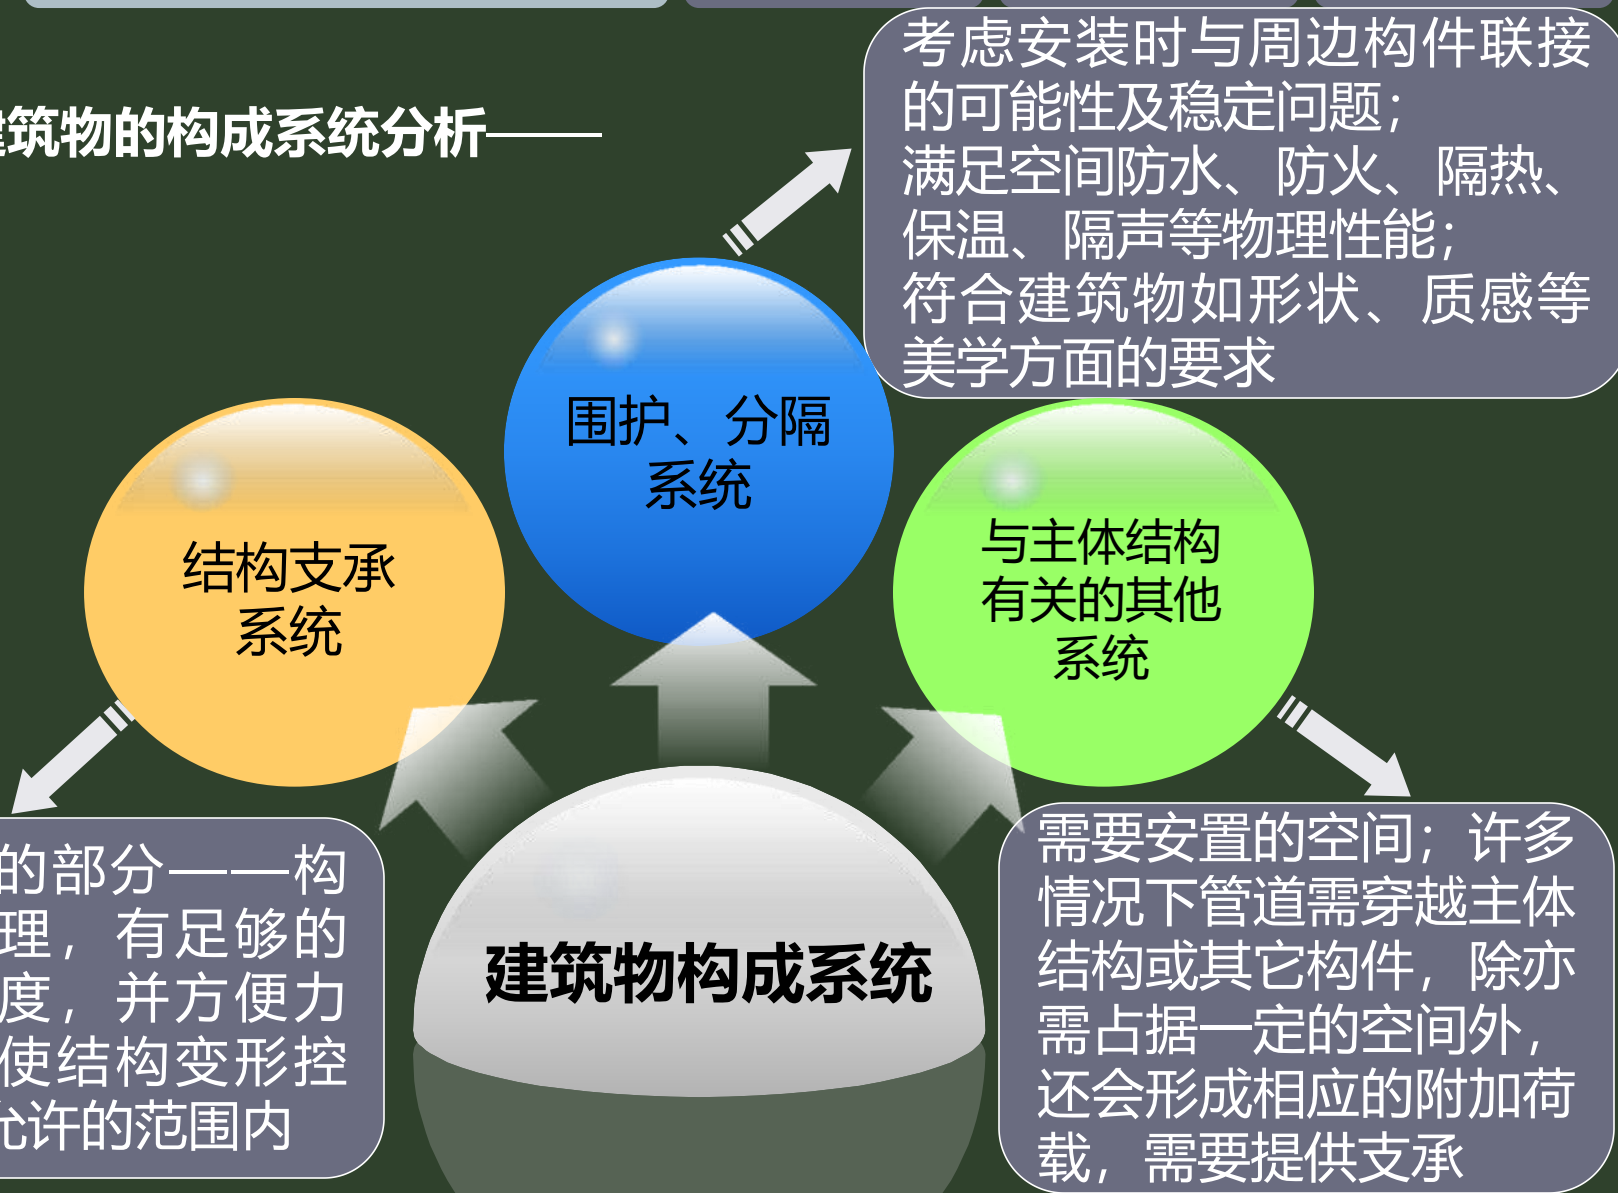 筑物的构成系统分析——
考虑安装时与周边构件联接
的可能性及稳定问题；
满足空间防水、防火、隔热、
保温、隔声等物理性能；
符合建筑物如形状、质感等
美学方面的要求
围护、分隔
系统
结构支承
系统
与主体结构
有关的其他
系统
建筑物构成系统
的部分——构
理，有足够的
度，并方便力
使结构变形控
允许的范围内
需要安置的空间；许多
情况下管道需穿越主体
结构或其它构件，除亦
需占据一定的空间外，
还会形成相应的附加荷
载，需要提供支承